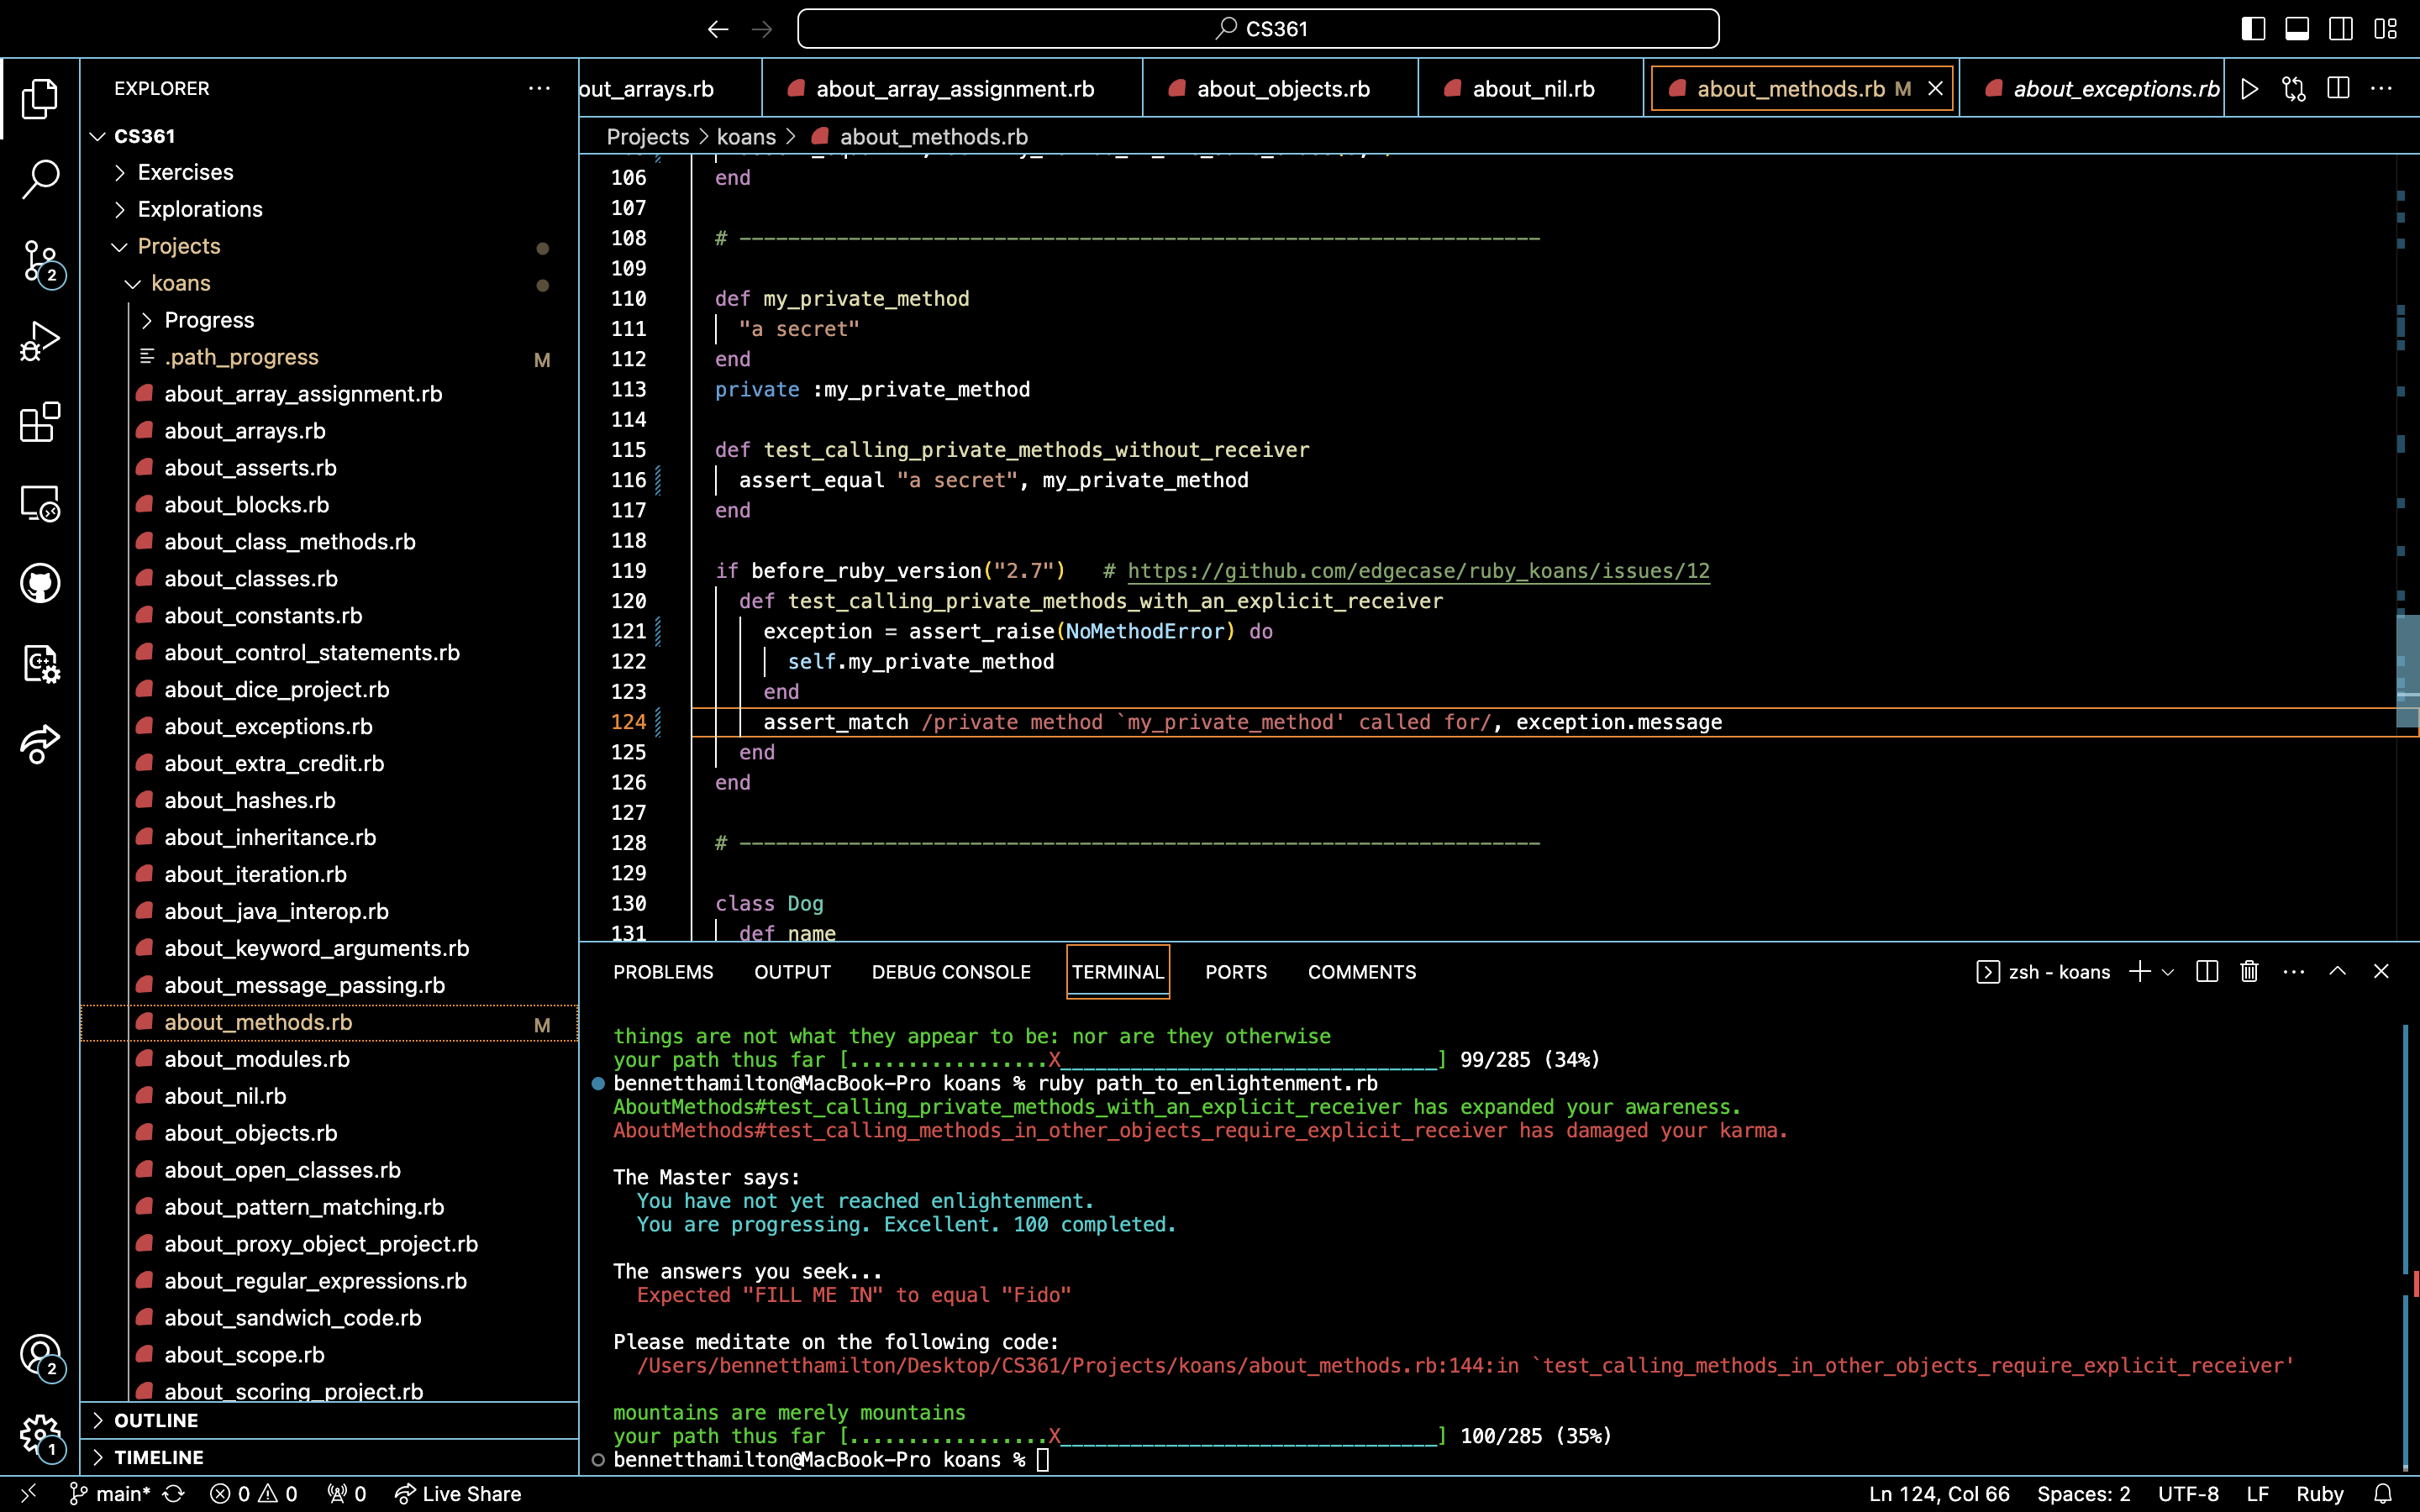 CS361
EXPLORER
CS361
Exercises
Explorations
Projects
koans
Progress
.path_progress M
about_array_assignment.rb
about_arrays.rb
about_asserts.rb
about_blocks.rb
about_class_methods.rb
about_classes.rb
about_constants.rb
about_control_statements.rb
about_dice_project.rb
about_exceptions.rb
about_extra_credit.rb
about_hashes.rb
about_inheritance.rb
about_iteration.rb
about_java_interop.rb
about_keyword_arguments.rb
about_message_passing.rb
about_methods.rb M
about_modules.rb
about_nil.rb
about_objects.rb
about_open_classes.rb
about_pattern_matching.rb
about_proxy_object_project.rb
about_regular_expressions.rb
about_sandwich_code.rb
about_scope.rb
about_scoring_project.rb
OUTLINE
TIMELINE
2
2
1
out_arrays.rb about_array_assignment.rb about_objects.rb about_nil.rb about_methods.rb M about_exceptions.rb
Projects > koans > about_methods.rb
106 end
107
108 # ------------------------------------------------------------------
109
110 def my_private_method
111 "a secret"
112 end
113 private :my_private_method
114
115 def test_calling_private_methods_without_receiver
116 assert_equal "a secret", my_private_method
117 end
118
119 if before_ruby_version("2.7") # https://github.com/edgecase/ruby_koans/issues/12
120 def test_calling_private_methods_with_an_explicit_receiver
121 exception = assert_raise(NoMethodError) do
122 self.my_private_method
123 end
124 assert_match /private method `my_private_method' called for/, exception.message
125 end
126 end
127
128 # ------------------------------------------------------------------
129
130 class Dog
131 def name
PROBLEMS OUTPUT DEBUG CONSOLE TERMINAL PORTS COMMENTS zsh - koans
things are not what they appear to be: nor are they otherwise
your path thus far [.................X________________________________] 99/285 (34%)
bennetthamilton@MacBook-Pro koans % ruby path_to_enlightenment.rb
AboutMethods#test_calling_private_methods_with_an_explicit_receiver has expanded your awareness.
AboutMethods#test_calling_methods_in_other_objects_require_explicit_receiver has damaged your karma.
The Master says:
You have not yet reached enlightenment.
You are progressing. Excellent. 100 completed.
The answers you seek...
Expected "FILL ME IN" to equal "Fido"
Please meditate on the following code:
/Users/bennetthamilton/Desktop/CS361/Projects/koans/about_methods.rb:144:in `test_calling_methods_in_other_objects_require_explicit_receiver'
mountains are merely mountains
your path thus far [.................X________________________________] 100/285 (35%)
bennetthamilton@MacBook-Pro koans %
main* 0 0 0 Live Share Ln 124, Col 66 Spaces: 2 UTF-8 LF Ruby